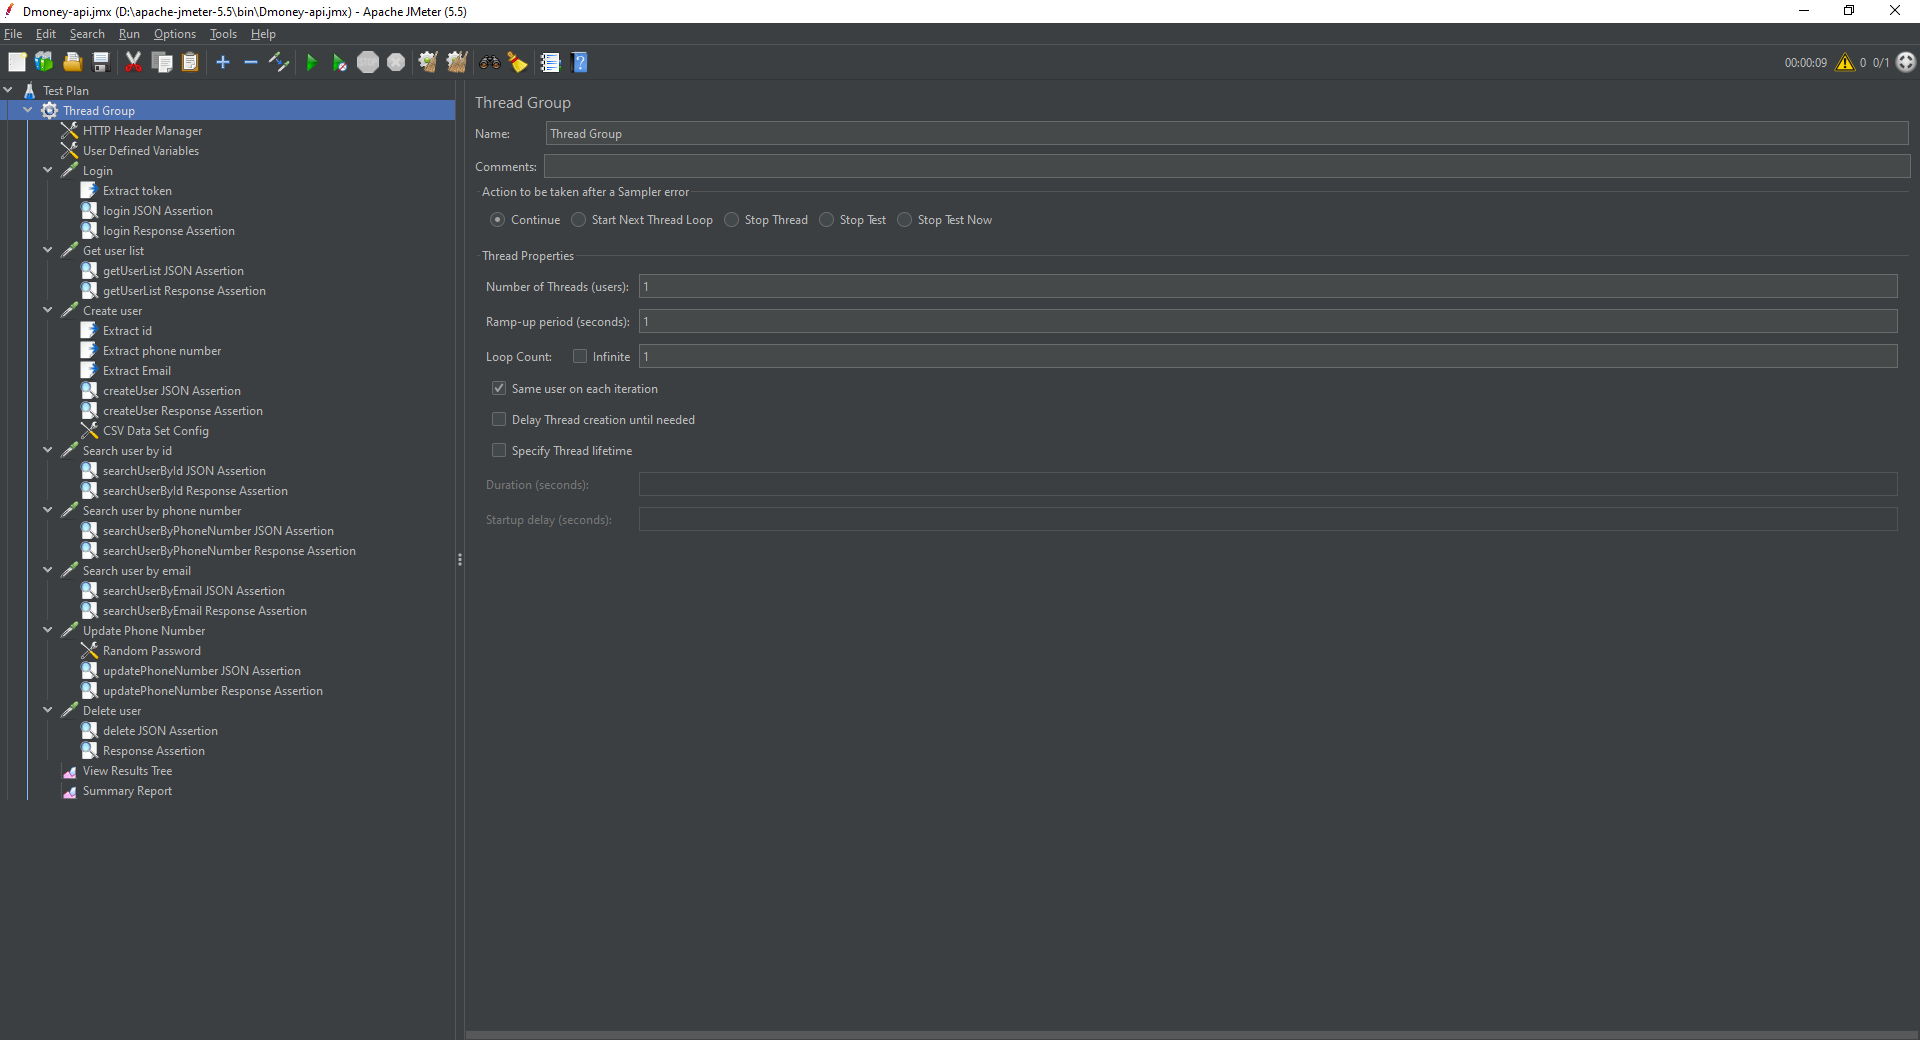 Dmoney-api.jmx (D:\apache-jmeter-5.5\bin\Dmoney-api.jmx) - Apache JMeter (5.5)
File Edit Search Run Options Tools Help
STOP
00:00:09 0 0/1
Test Plan
Thread Group
HTTP Header Manager
User Defined Variables
Login
Extract token
login JSON Assertion
login Response Assertion
Get user list
getUserList JSON Assertion
getUserList Response Assertion
Create user
Extract id
Extract phone number
Extract Email
createUser JSON Assertion
createUser Response Assertion
CSV Data Set Config
Search user by id
searchUserById JSON Assertion
searchUserById Response Assertion
Search user by phone number
searchUserByPhoneNumber JSON Assertion
searchUserByPhoneNumber Response Assertion
Search user by email
searchUserByEmail JSON Assertion
searchUserByEmail Response Assertion
Update Phone Number
Random Password
updatePhoneNumber JSON Assertion
updatePhoneNumber Response Assertion
Delete user
delete JSON Assertion
Response Assertion
View Results Tree
Summary Report
Thread Group
Name: Thread Group
Comments:
Action to be taken after a Sampler error
Continue Start Next Thread Loop Stop Thread Stop Test Stop Test Now
Thread Properties
Number of Threads (users): 1
Ramp-up period (seconds): 1
Loop Count: Infinite 1
Same user on each iteration
Delay Thread creation until needed
Specify Thread lifetime
Duration (seconds):
Startup delay (seconds):